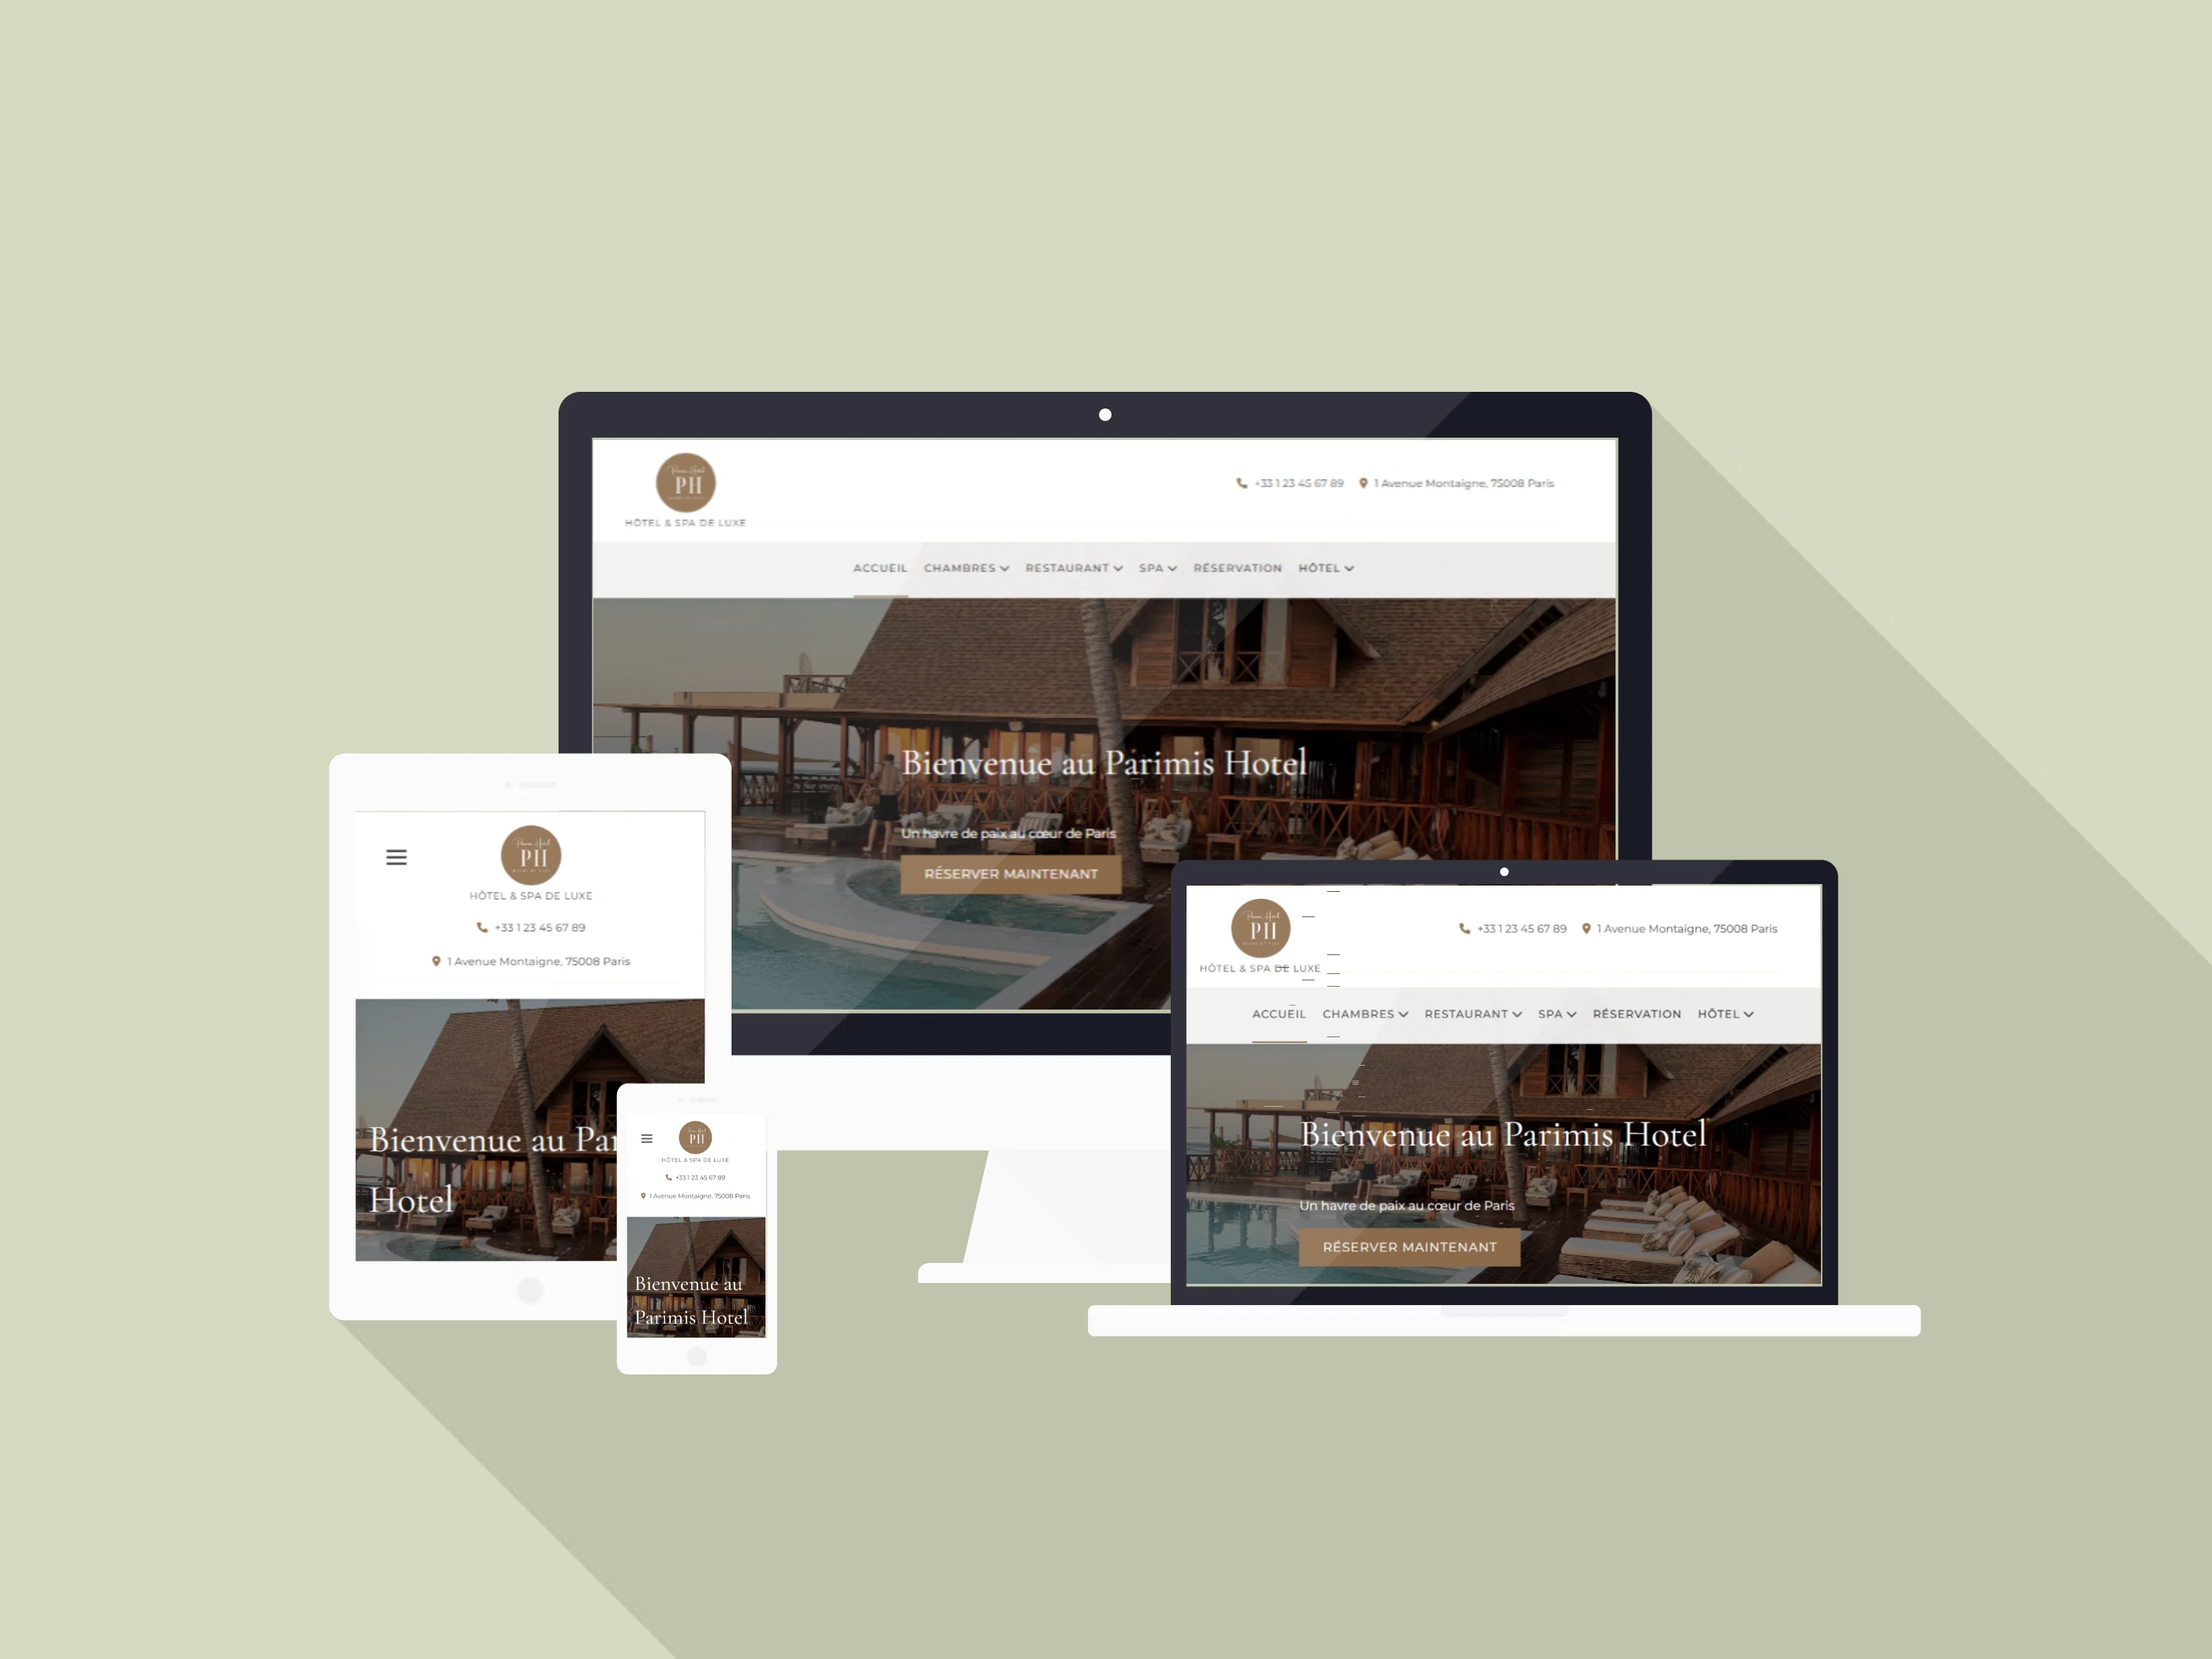 PH
HÔTEL & SPA DE LUXE
+33 1 23 45 67 89 1 Avenue Montaigne, 75008 Paris
ACCUEIL CHAMBRES RESTAURANT SPA RÉSERVATION HÔTEL
Bienvenue au Parimis Hotel
Un havre de paix au cœur de Paris
RÉSERVER MAINTENANT
PH
HÔTEL & SPA DE LUXE
+33 1 23 45 67 89
1 Avenue Montaigne, 75008 Paris
Bienvenue au Par
Hotel
PH
HÔTEL & SPA DE LUXE
+33 1 23 45 67 89
1 Avenue Montaigne, 75008 Paris
Bienvenue au
Parimis Hotel
PH
HÔTEL & SPA DE LUXE
+33 1 23 45 67 89 1 Avenue Montaigne, 75008 Paris
ACCUEIL CHAMBRES RESTAURANT SPA RÉSERVATION HÔTEL
Bienvenue au Parimis Hotel
Un havre de paix au cœur de Paris
RÉSERVER MAINTENANT